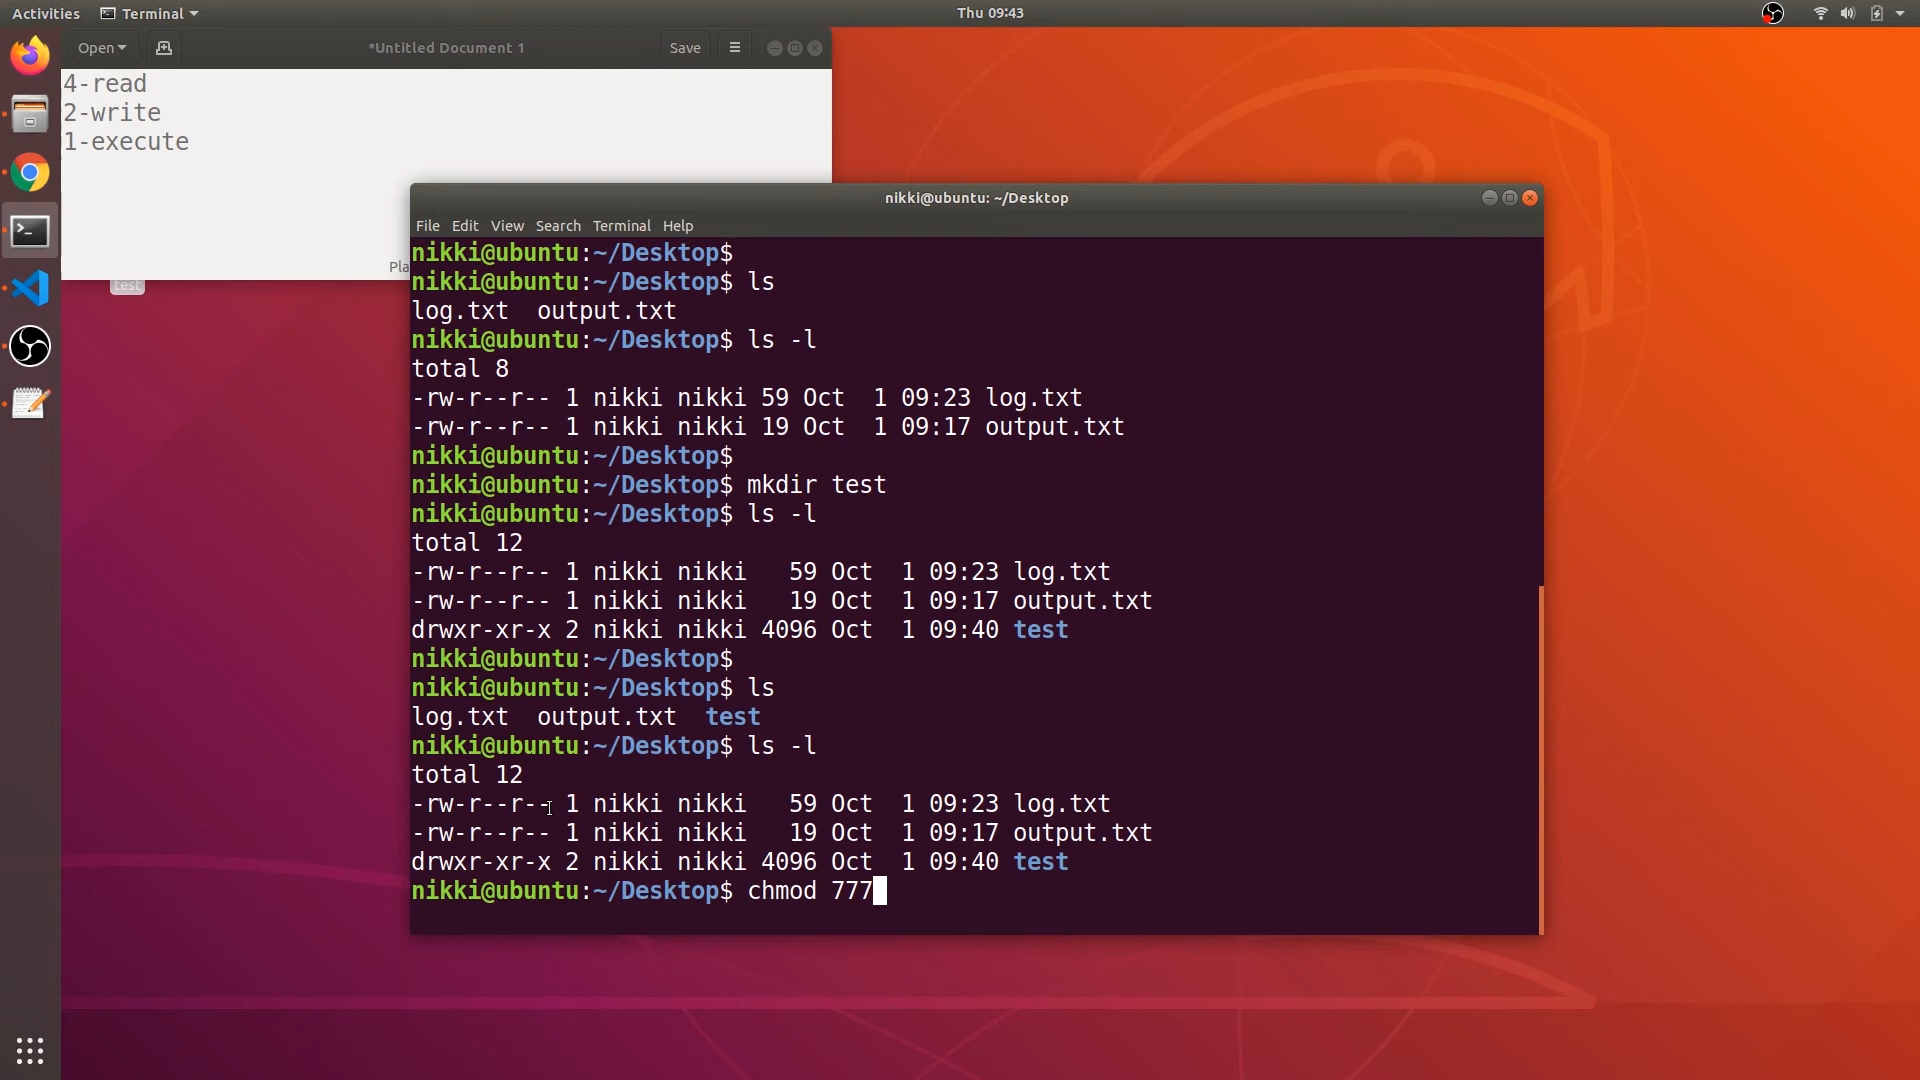 Activities Terminal Thu 09:43
Open *Untitled Document 1 Save
4-read
2-write
1-execute
Pla
test
nikki@ubuntu: ~/Desktop
File Edit View Search Terminal Help
nikki@ubuntu:~/Desktop$
nikki@ubuntu:~/Desktop$ ls
log.txt  output.txt
nikki@ubuntu:~/Desktop$ ls -l
total 8
-rw-r--r-- 1 nikki nikki 59 Oct  1 09:23 log.txt
-rw-r--r-- 1 nikki nikki 19 Oct  1 09:17 output.txt
nikki@ubuntu:~/Desktop$
nikki@ubuntu:~/Desktop$ mkdir test
nikki@ubuntu:~/Desktop$ ls -l
total 12
-rw-r--r-- 1 nikki nikki   59 Oct  1 09:23 log.txt
-rw-r--r-- 1 nikki nikki   19 Oct  1 09:17 output.txt
drwxr-xr-x 2 nikki nikki 4096 Oct  1 09:40 test
nikki@ubuntu:~/Desktop$
nikki@ubuntu:~/Desktop$ ls
log.txt  output.txt  test
nikki@ubuntu:~/Desktop$ ls -l
total 12
-rw-r--r-- 1 nikki nikki   59 Oct  1 09:23 log.txt
-rw-r--r-- 1 nikki nikki   19 Oct  1 09:17 output.txt
drwxr-xr-x 2 nikki nikki 4096 Oct  1 09:40 test
nikki@ubuntu:~/Desktop$ chmod 777